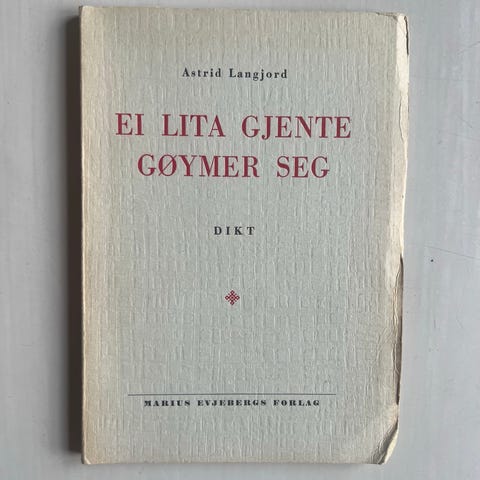 Astrid Langjord
EI LITA GJENTE
GØYMER SEG
DIKT
MARIUS EVJEBERGS FORLAG